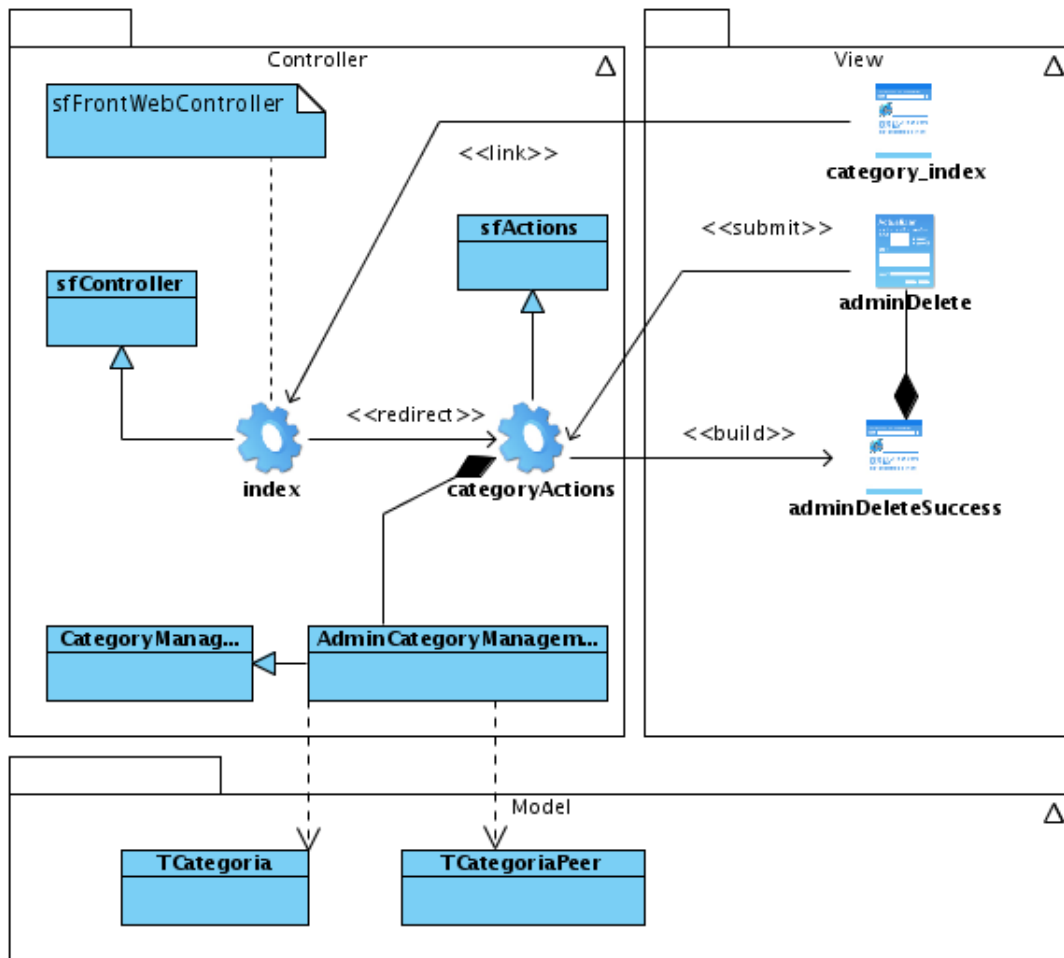 Controller
View
sfFrontWebController
<<link>>
category_index
sfActions
<<submit>>
sfController
adminDelete
<<redirect>>
<<build>>
index
categoryActions
adminDeleteSuccess
CategoryManag...
AdminCategoryManagem...
Model
TCategoria
TCategoriaPeer